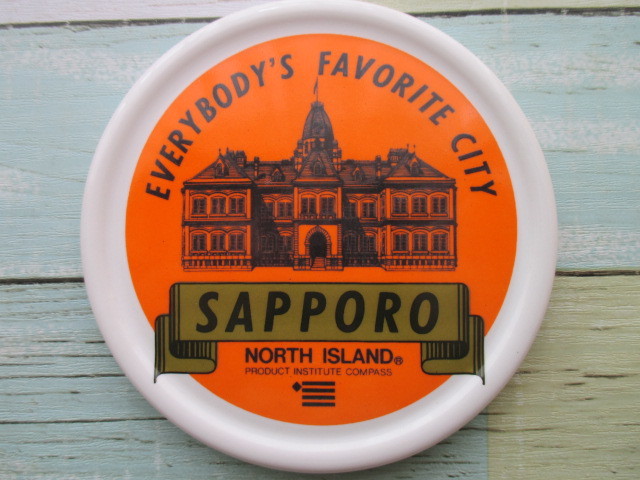 EVERYBODY'S FAVORITE CITY
SAPPORO
NORTH ISLAND®
PRODUCT INSTITUTE COMPASS